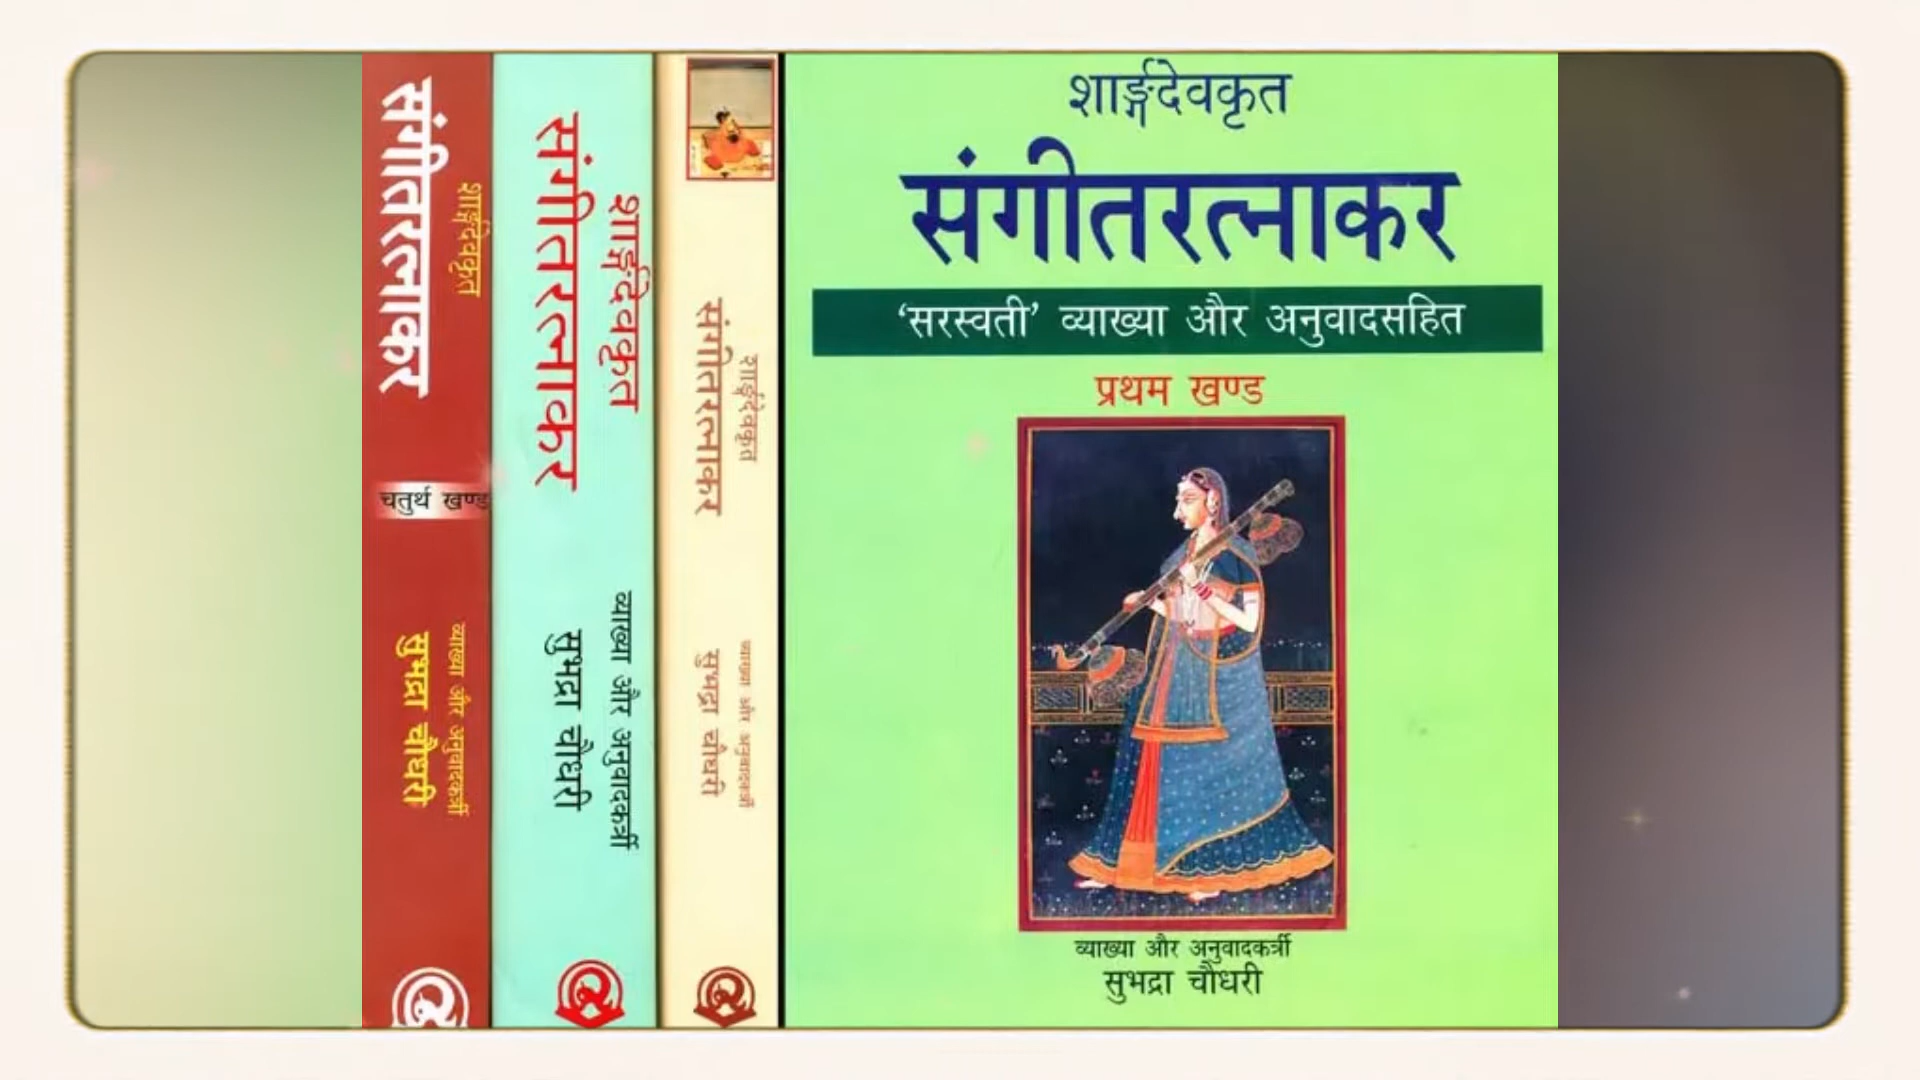 संगीतरत्नाकर
शार्ङ्गदेवकृत
चतुर्थ खण्ड
व्याख्या और अनुवादकर्त्री
सुभद्रा चौधरी
शार्ङ्गदेवकृत
संगीतरत्नाकर
व्याख्या और अनुवादकर्त्री
सुभद्रा चौधरी
शार्ङ्गदेवकृत
संगीतरत्नाकर
व्याख्या और अनुवादकर्त्री
सुभद्रा चौधरी
शार्ङ्गदेवकृत
संगीतरत्नाकर
‘सरस्वती’ व्याख्या और अनुवादसहित
प्रथम खण्ड
व्याख्या और अनुवादकर्त्री
सुभद्रा चौधरी